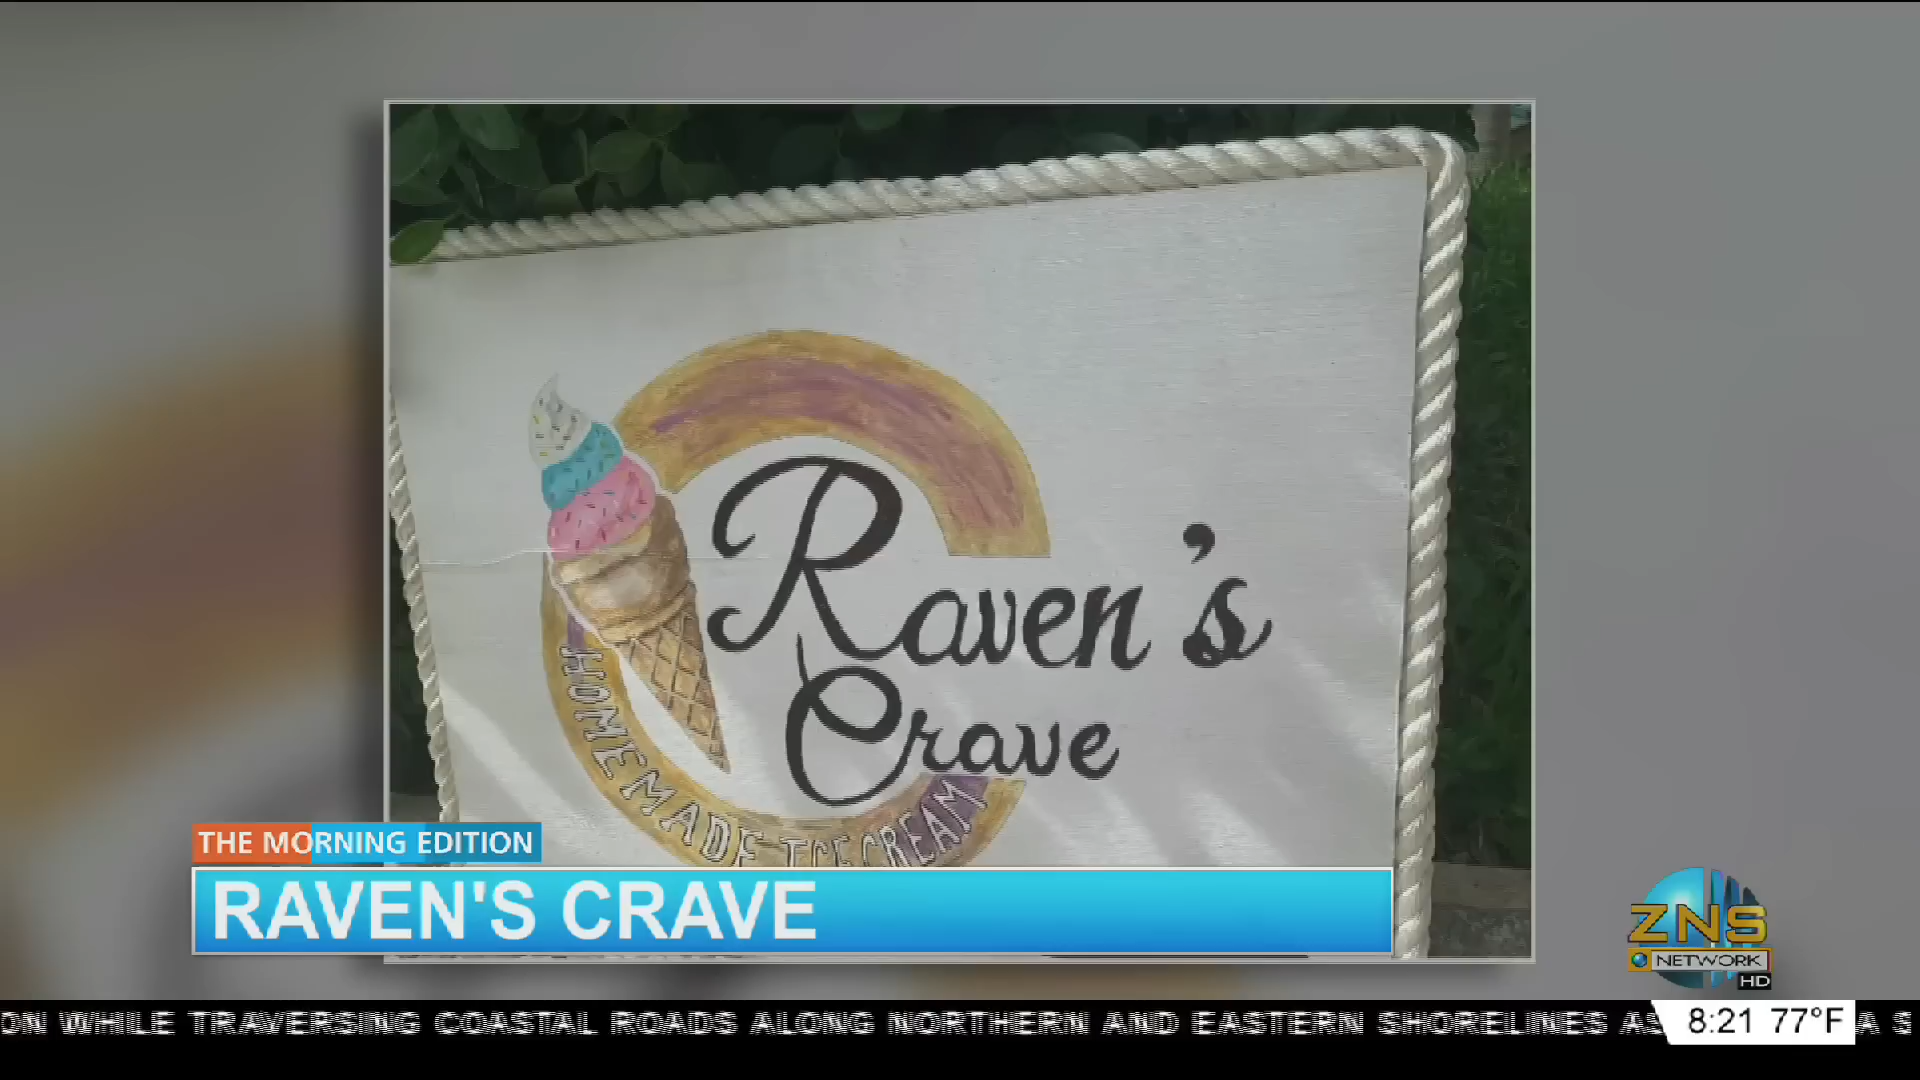 Raven's
Crave
HOMEMADE ICE CREAM
THE MORNING EDITION
RAVEN'S CRAVE
ZNS
NETWORK
HD
ON WHILE TRAVERSING COASTAL ROADS ALONG NORTHERN AND EASTERN SHORELINES AS
8:21 77°F
A S